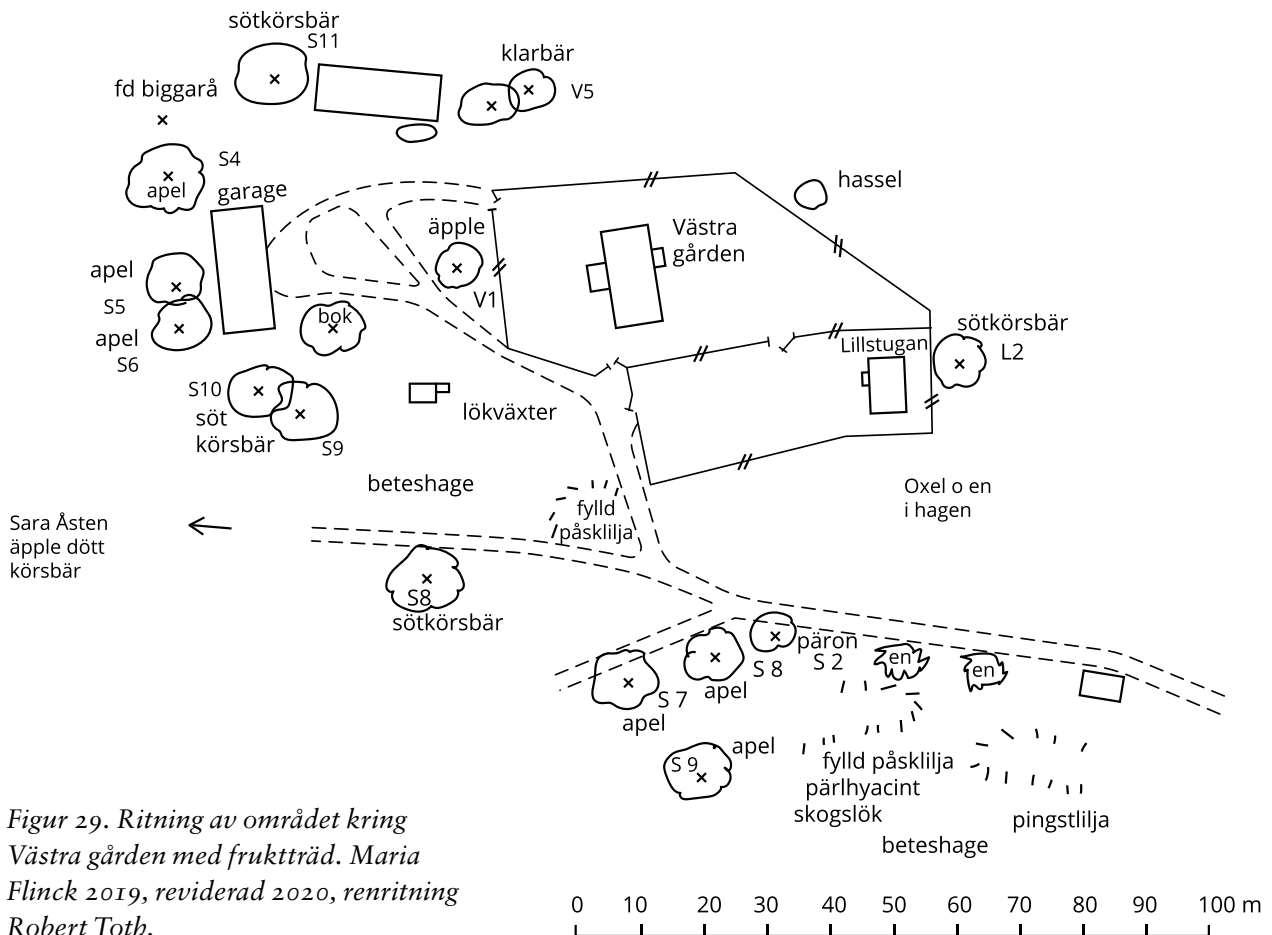 sötkörsbär
S11
klarbär
V5
fd biggarå
S4
apel
garage
hassel
äpple
Västra
gården
V1
apel
S5
apel
S6
bok
sötkörsbär
L2
Lillstugan
S10
söt
körsbär
S9
lökväxter
beteshage
fylld
påsklilja
Oxel o en
i hagen
Sara Åsten
äpple dött
körsbär
S8
sötkörsbär
päron
S 2
S 8
apel
S 7
apel
en
en
S 9
apel
fylld påsklilja
pärlhyacint
skogslök
pingstlilja
beteshage
Figur 29. Ritning av området kring
Västra gården med fruktträd. Maria
Flinck 2019, reviderad 2020, renritning
Robert Toth.
0 10 20 30 40 50 60 70 80 90 100 m